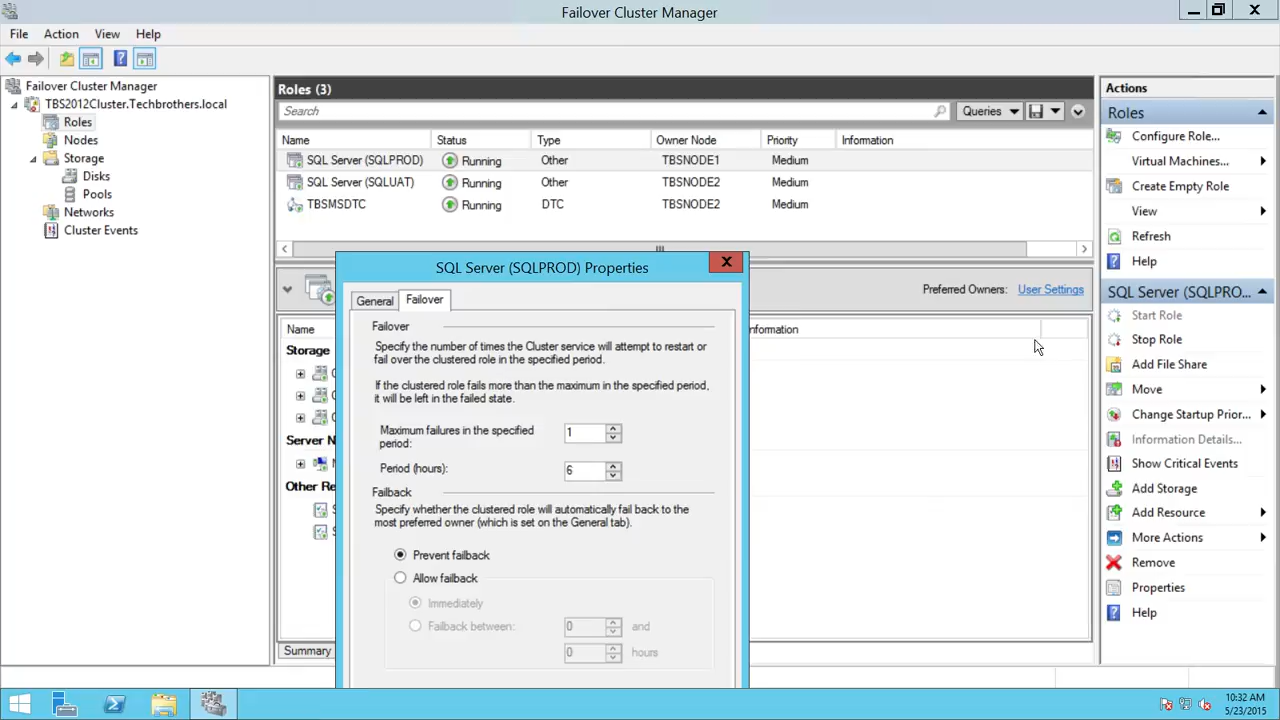 Failover Cluster Manager
File Action View Help
Failover Cluster Manager
TBS2012Cluster.Techbrothers.local
Roles
Nodes
Storage
Disks
Pools
Networks
Cluster Events
Roles (3)
Search
Queries
Name Status Type Owner Node Priority Information
SQL Server (SQLPROD) Running Other TBSNODE1 Medium
SQL Server (SQLUAT) Running Other TBSNODE2 Medium
TBSMSDTC Running DTC TBSNODE2 Medium
Preferred Owners: User Settings
Name
Storage
Server N
Other Re
Summary
SQL Server (SQLPROD) Properties
General Failover
Failover
Specify the number of times the Cluster service will attempt to restart or
fail over the clustered role in the specified period.
If the clustered role fails more than the maximum in the specified period,
it will be left in the failed state.
Maximum failures in the specified
period:
1
Period (hours): 6
Failback
Specify whether the clustered role will automatically fail back to the
most preferred owner (which is set on the General tab).
Prevent failback
Allow failback
Immediately
Failback between: 0 and
0 hours
nformation
Actions
Roles
Configure Role...
Virtual Machines...
Create Empty Role
View
Refresh
Help
SQL Server (SQLPRO...
Start Role
Stop Role
Add File Share
Move
Change Startup Prior...
Information Details...
Show Critical Events
Add Storage
Add Resource
More Actions
Remove
Properties
Help
10:32 AM
5/23/2015